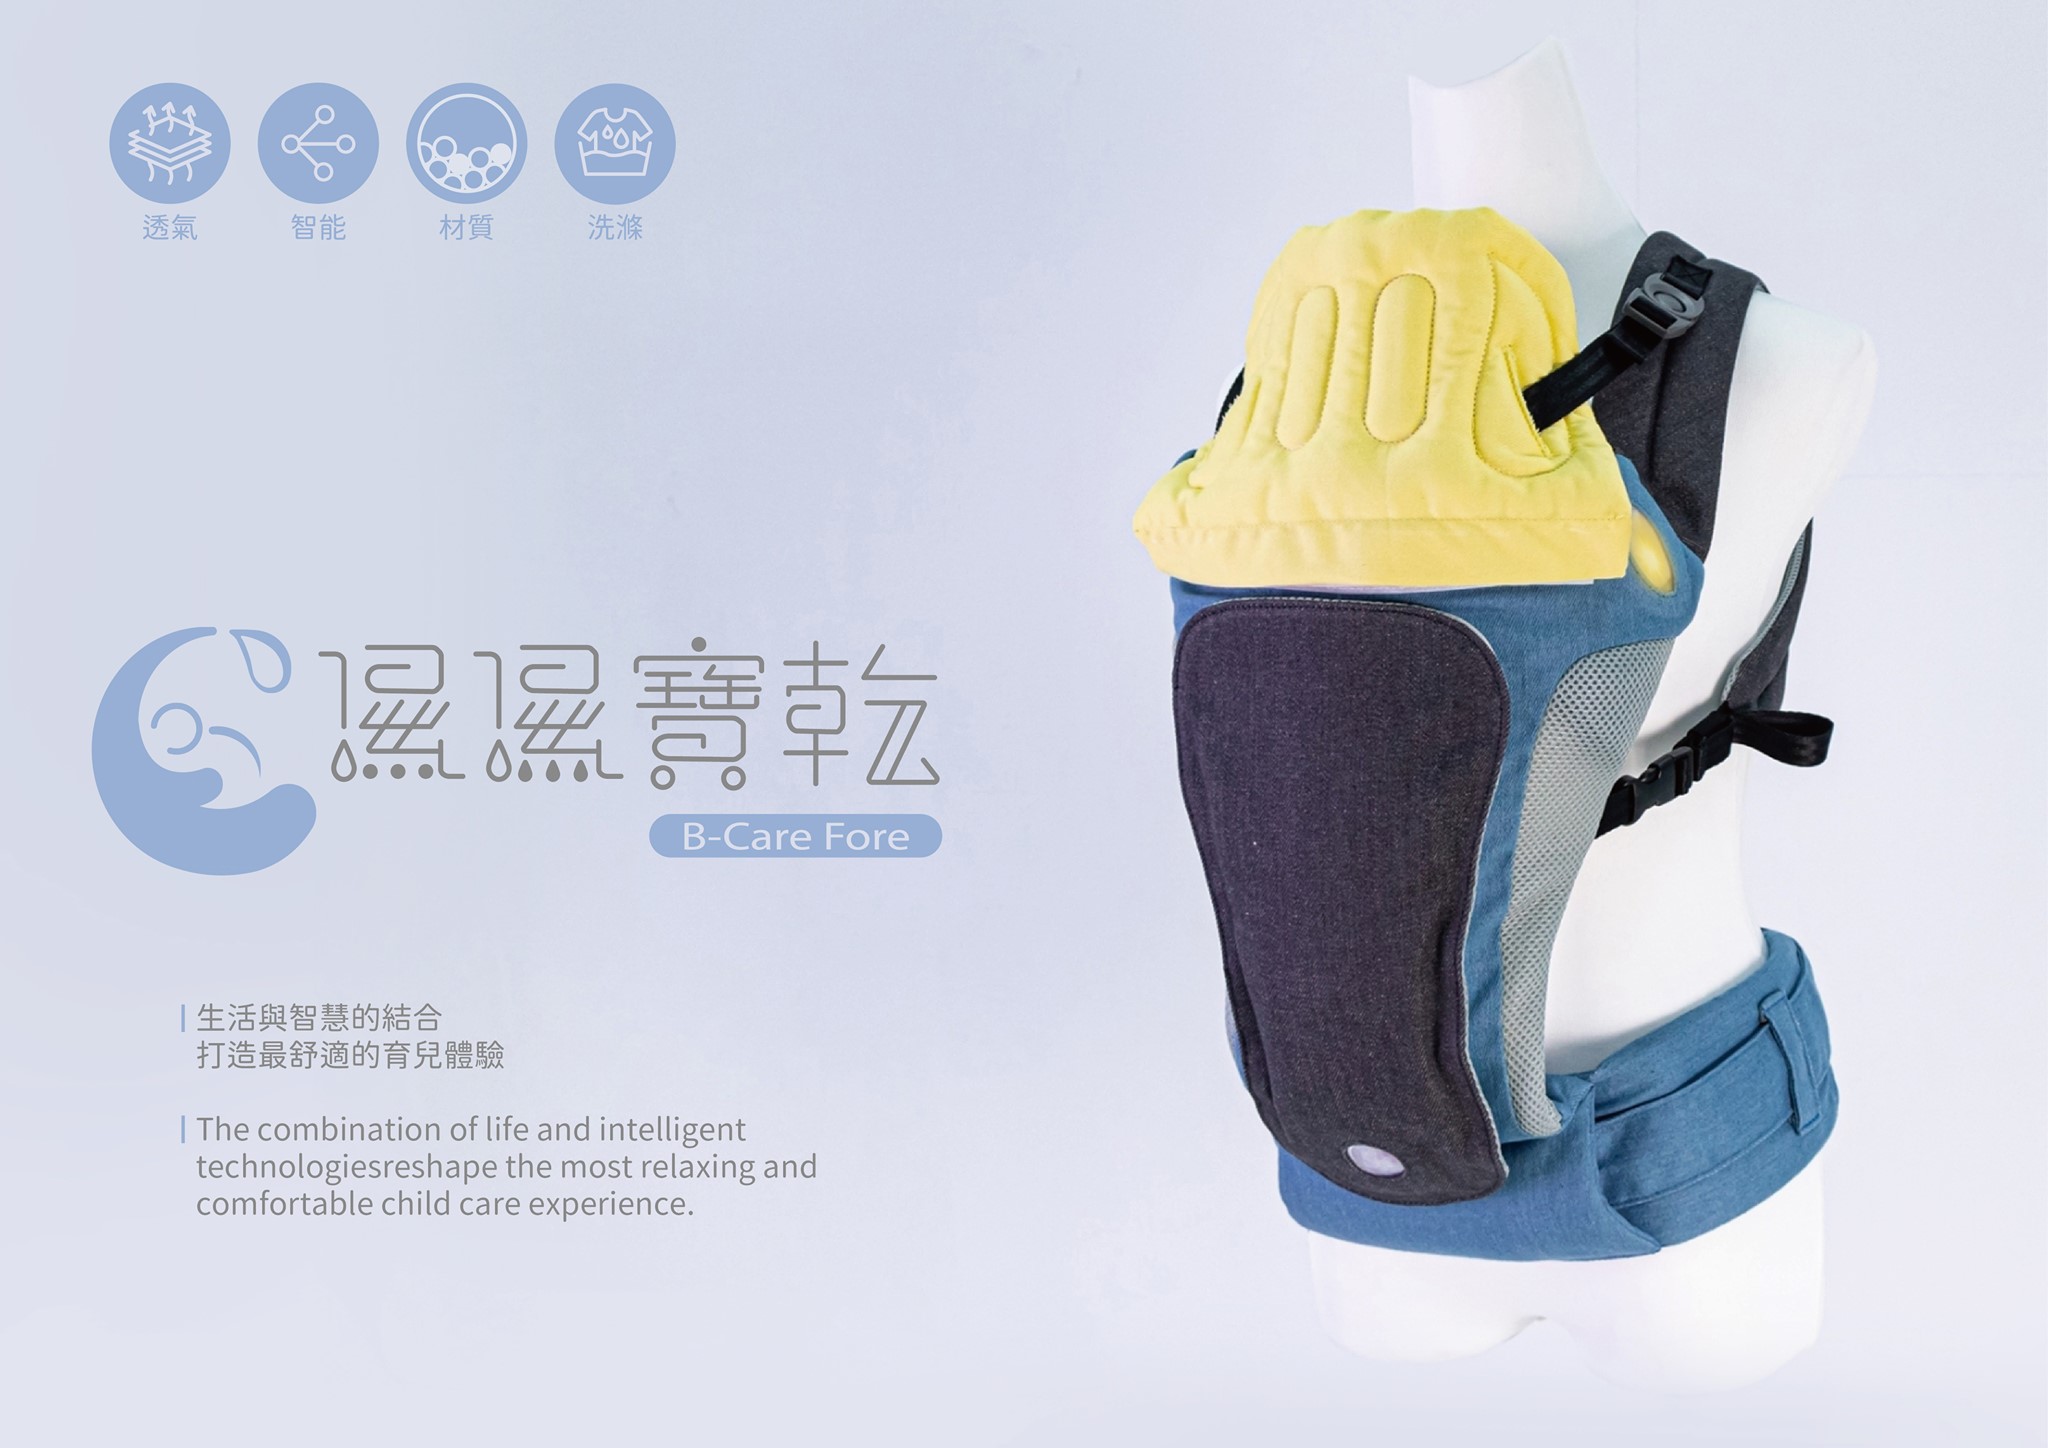 透氣 智能 材質 洗滌
濕濕寶乾
B-Care Fore
生活與智慧的結合
打造最舒適的育兒體驗
The combination of life and intelligent
technologiesreshape the most relaxing and
comfortable child care experience.